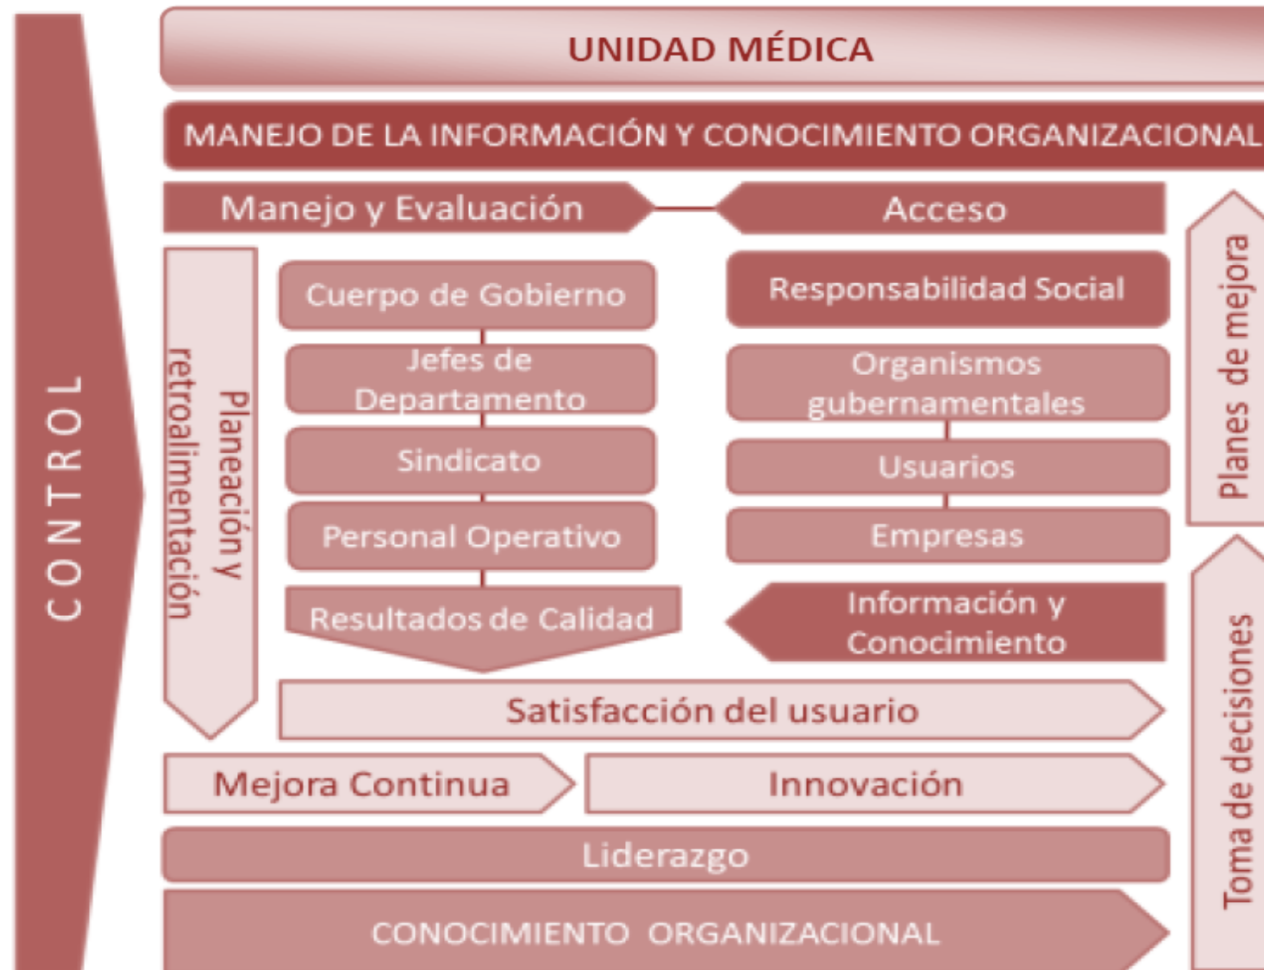 UNIDAD MÉDICA
MANEJO DE LA INFORMACIÓN Y CONOCIMIENTO ORGANIZACIONAL
Manejo y Evaluación
Acceso
CONTROL
Planeación y
retroalimentación
Cuerpo de Gobierno
Jefes de
Departamento
Sindicato
Personal Operativo
Resultados de Calidad
Responsabilidad Social
Organismos
gubernamentales
Usuarios
Empresas
Información y
Conocimiento
Planes de mejora
Toma de decisiones
Satisfacción del usuario
Mejora Continua
Innovación
Liderazgo
CONOCIMIENTO ORGANIZACIONAL